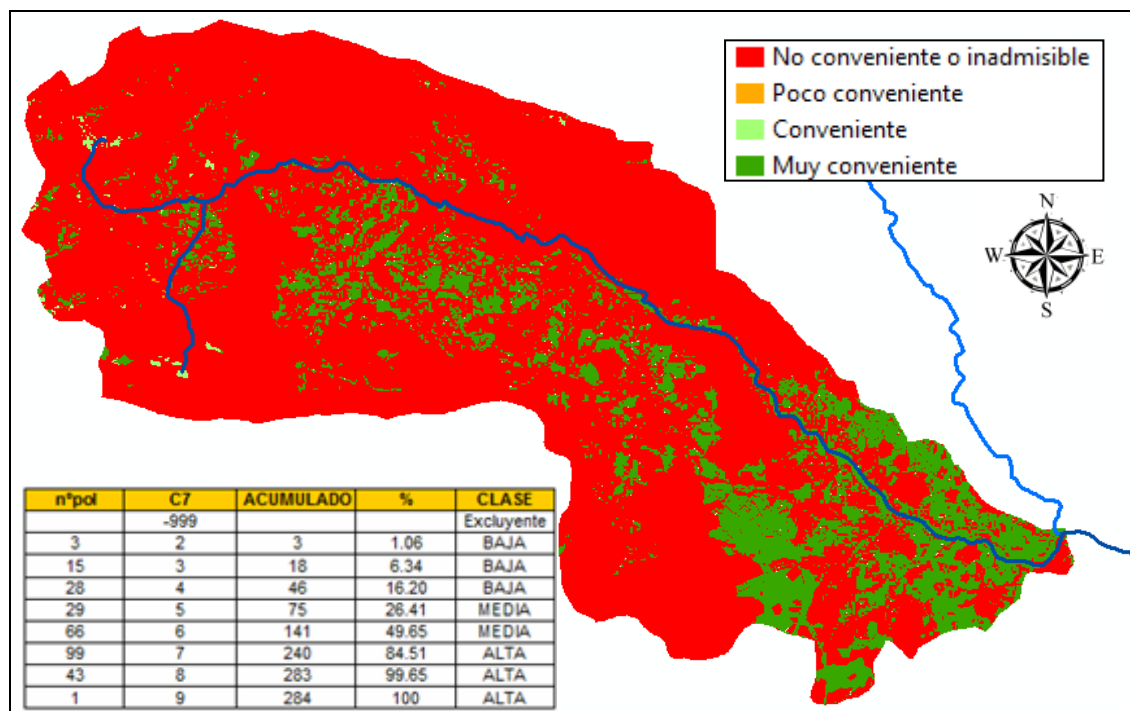 No conveniente o inadmisible
Poco conveniente
Conveniente
Muy conveniente
N
W E
S
n°pol C7 ACUMULADO % CLASE
-999 Excluyente
3 2 3 1.06 BAJA
15 3 18 6.34 BAJA
28 4 46 16.20 BAJA
29 5 75 26.41 MEDIA
66 6 141 49.65 MEDIA
99 7 240 84.51 ALTA
43 8 283 99.65 ALTA
1 9 284 100 ALTA